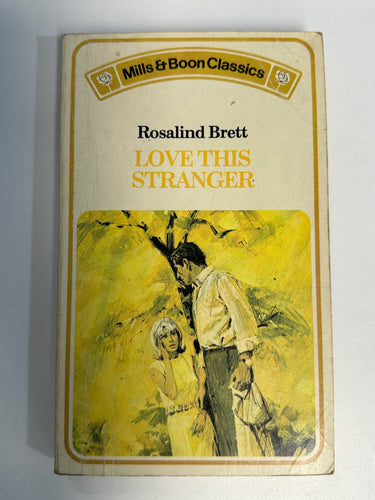 Mills & Boon Classics
Rosalind Brett
LOVE THIS
STRANGER